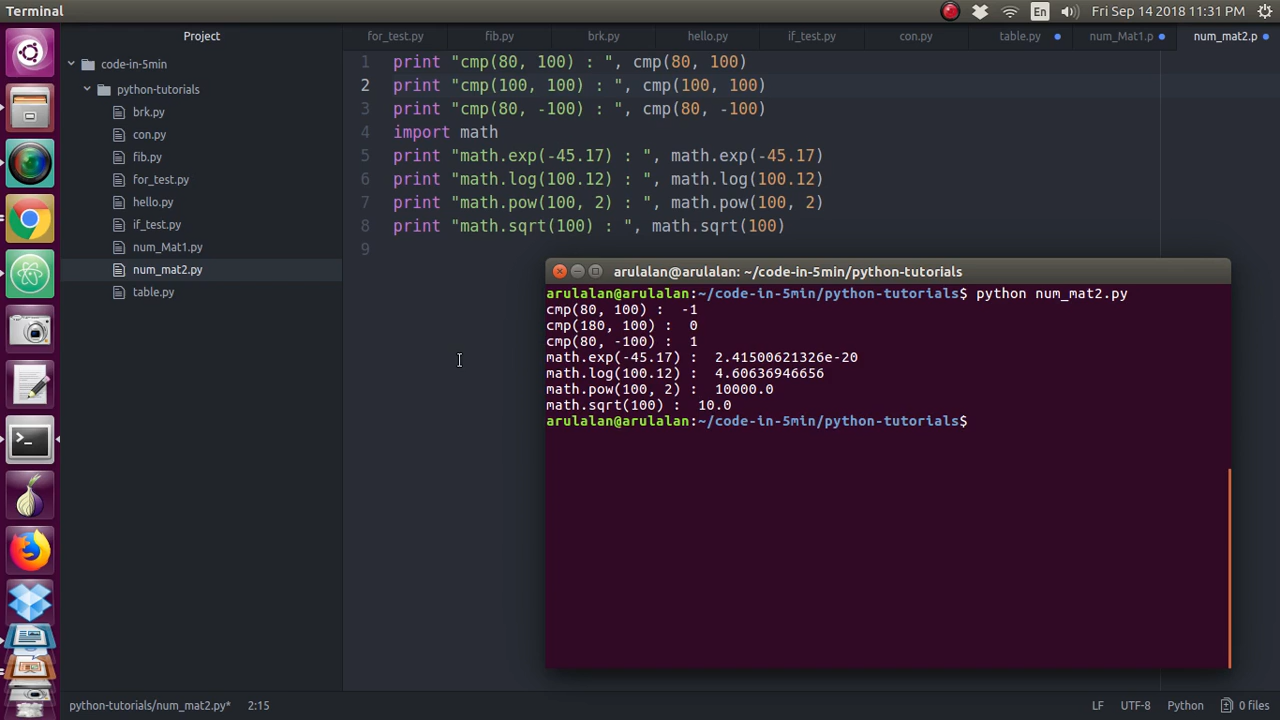 Terminal
En
Fri Sep 14 2018 11:31 PM
Project
for_test.py
fib.py
brk.py
hello.py
if_test.py
con.py
table.py
num_Mat1.p
num_mat2.p
code-in-5min
python-tutorials
brk.py
con.py
fib.py
for_test.py
hello.py
if_test.py
num_Mat1.py
num_mat2.py
table.py
1 print "cmp(80, 100) : ", cmp(80, 100)
2 print "cmp(100, 100) : ", cmp(100, 100)
3 print "cmp(80, -100) : ", cmp(80, -100)
4 import math
5 print "math.exp(-45.17) : ", math.exp(-45.17)
6 print "math.log(100.12) : ", math.log(100.12)
7 print "math.pow(100, 2) : ", math.pow(100, 2)
8 print "math.sqrt(100) : ", math.sqrt(100)
9
arulalan@arulalan: ~/code-in-5min/python-tutorials
arulalan@arulalan:~/code-in-5min/python-tutorials$ python num_mat2.py
cmp(80, 100) :  -1
cmp(180, 100) :  0
cmp(80, -100) :  1
math.exp(-45.17) :  2.41500621326e-20
math.log(100.12) :  4.60636946656
math.pow(100, 2) :  10000.0
math.sqrt(100) :  10.0
arulalan@arulalan:~/code-in-5min/python-tutorials$
python-tutorials/num_mat2.py* 2:15
LF UTF-8 Python 0 files